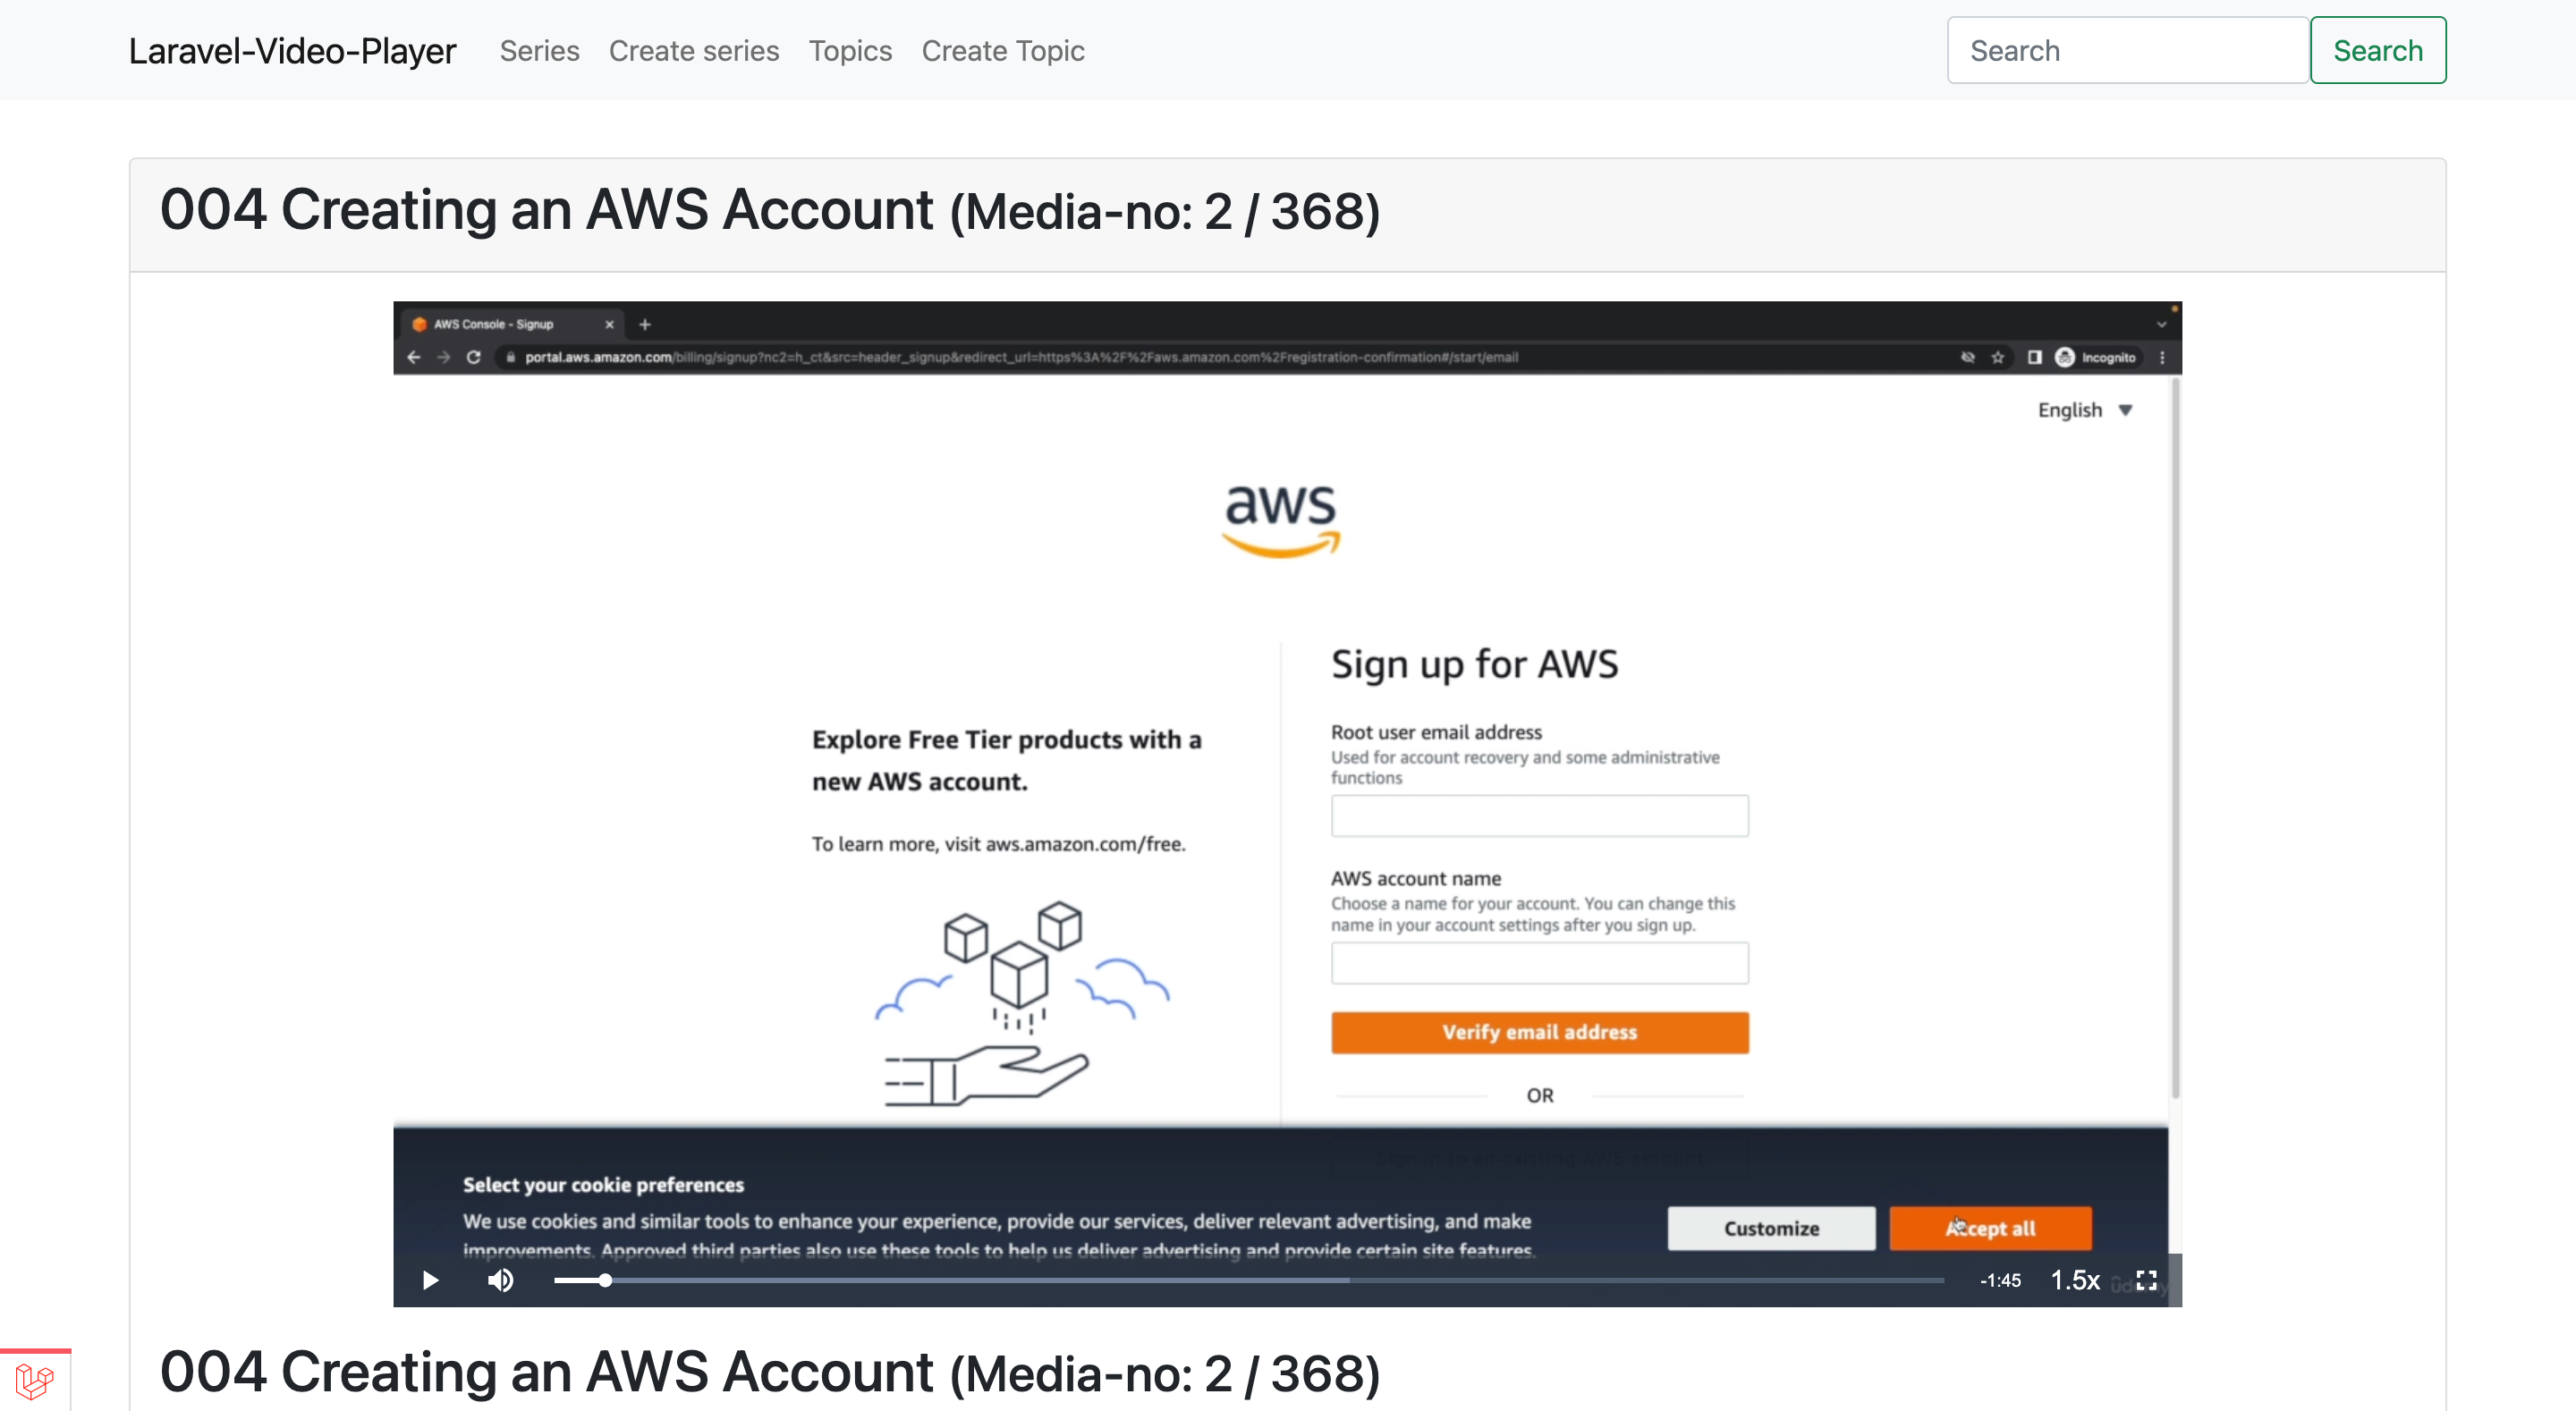 Laravel-Video-Player Series Create series Topics Create Topic Search Search
004 Creating an AWS Account (Media-no: 2 / 368)
AWS Console - Signup
portal.aws.amazon.com/billing/signup?nc2=h_ct&src=header_signup&redirect_url=https%3A%2F%2Faws.amazon.com%2Fregistration-confirmation#/start/email Incognito
English
aws
Explore Free Tier products with a
new AWS account.
To learn more, visit aws.amazon.com/free.
Sign up for AWS
Root user email address
Used for account recovery and some administrative
functions
AWS account name
Choose a name for your account. You can change this
name in your account settings after you sign up.
Verify email address
OR
Sign in to an existing AWS account
Select your cookie preferences
We use cookies and similar tools to enhance your experience, provide our services, deliver relevant advertising, and make
improvements. Approved third parties also use these tools to help us deliver advertising and provide certain site features.
Customize Accept all
-1:45 1.5x
004 Creating an AWS Account (Media-no: 2 / 368)